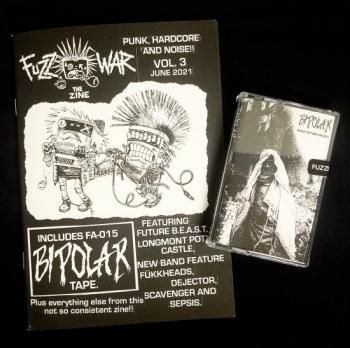 FUZZ WAR
THE
ZINE
PUNK, HARDCORE
AND NOISE!!
VOL. 3
JUNE 2021
INCLUDES FA-015
BIPOLAR
TAPE.
Plus everything else from this
not so consistent zine!!
FEATURING
FUTURE B.E.A.S.T.
LONGMONT POT
CASTLE,
NEW BAND FEATURE
FÜKKHEADS,
DEJECTOR,
SCAVENGER AND
SEPSIS.
BIPOLAR
FUZZ